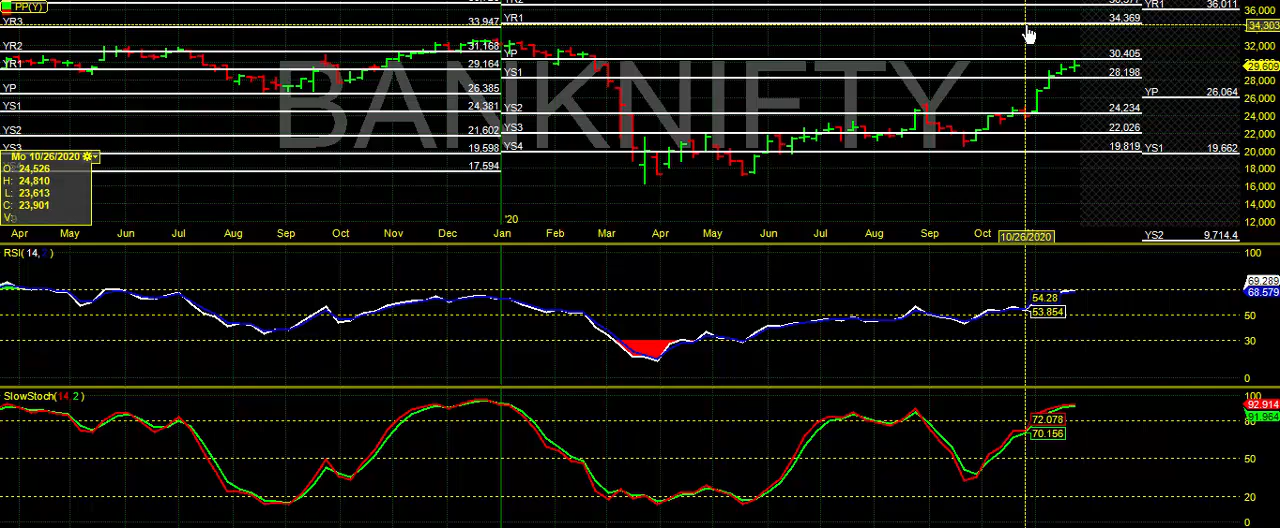 PP(Y)
YR3 33,947 YR1 34,369 YR1 36,011 36,000
34,303
YR2 31,168 32,000
YP 30,405
YR1 29,164 29,609
YS1 28,198 28,000
YP 26,385 YP 26,064 26,000
YS1 24,381 YS2 24,234 24,000
YS2 21,602 YS3 22,026 22,000
YS3 19,598 YS4 19,819 YS1 19,662 20,000
17,594 18,000
BANKNIFTY
Mo 10/26/2020
O: 24,526
H: 24,810
L: 23,613
C: 23,901
V:
16,000
14,000
12,000
'20
Apr May Jun Jul Aug Sep Oct Nov Dec Feb Mar Apr May Jun Jul Aug Sep Oct 10/26/2020
YS2 9,714.4
RSI(14,2)
100
69.289
68.579
54.28
53.854
50
30
0
SlowStoch(14,2)
100
92.914
91.964
80
72.078
70.156
50
20
0